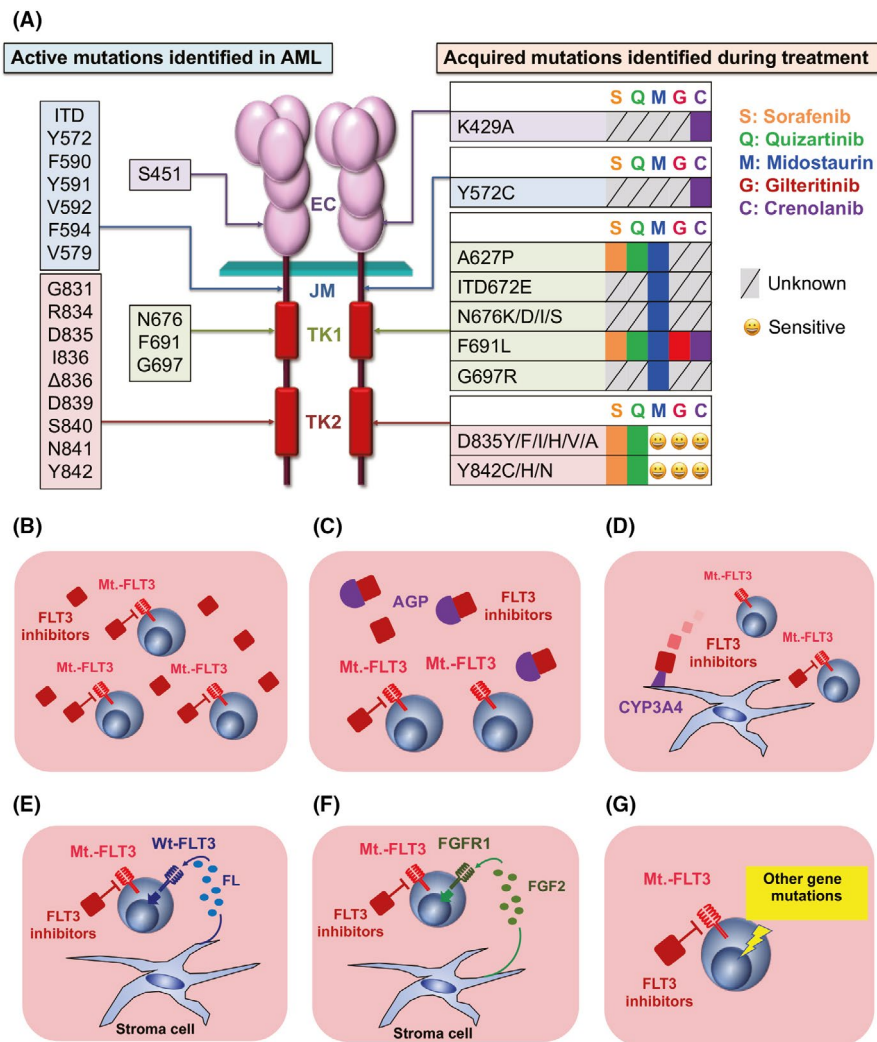 (A)
Active mutations identified in AML
Acquired mutations identified during treatment
ITD
Y572
F590
Y591
V592
F594
V579
S451
G831
R834
D835
I836
Δ836
D839
S840
N841
Y842
N676
F691
G697
EC
JM
TK1
TK2
S Q M G C
K429A
Y572C
S Q M G C
A627P
ITD672E
N676K/D/I/S
F691L
G697R
S Q M G C
D835Y/F/I/H/V/A
Y842C/H/N
S: Sorafenib
Q: Quizartinib
M: Midostaurin
G: Gilteritinib
C: Crenolanib
Unknown
Sensitive
(B)
Mt.-FLT3
FLT3
inhibitors
Mt.-FLT3
Mt.-FLT3
(C)
AGP
FLT3
inhibitors
Mt.-FLT3
Mt.-FLT3
(D)
Mt.-FLT3
FLT3
inhibitors
Mt.-FLT3
CYP3A4
(E)
Wt-FLT3
Mt.-FLT3
FL
FLT3
inhibitors
Stroma cell
(F)
FGFR1
Mt.-FLT3
FGF2
FLT3
inhibitors
Stroma cell
(G)
Other gene
mutations
Mt.-FLT3
FLT3
inhibitors